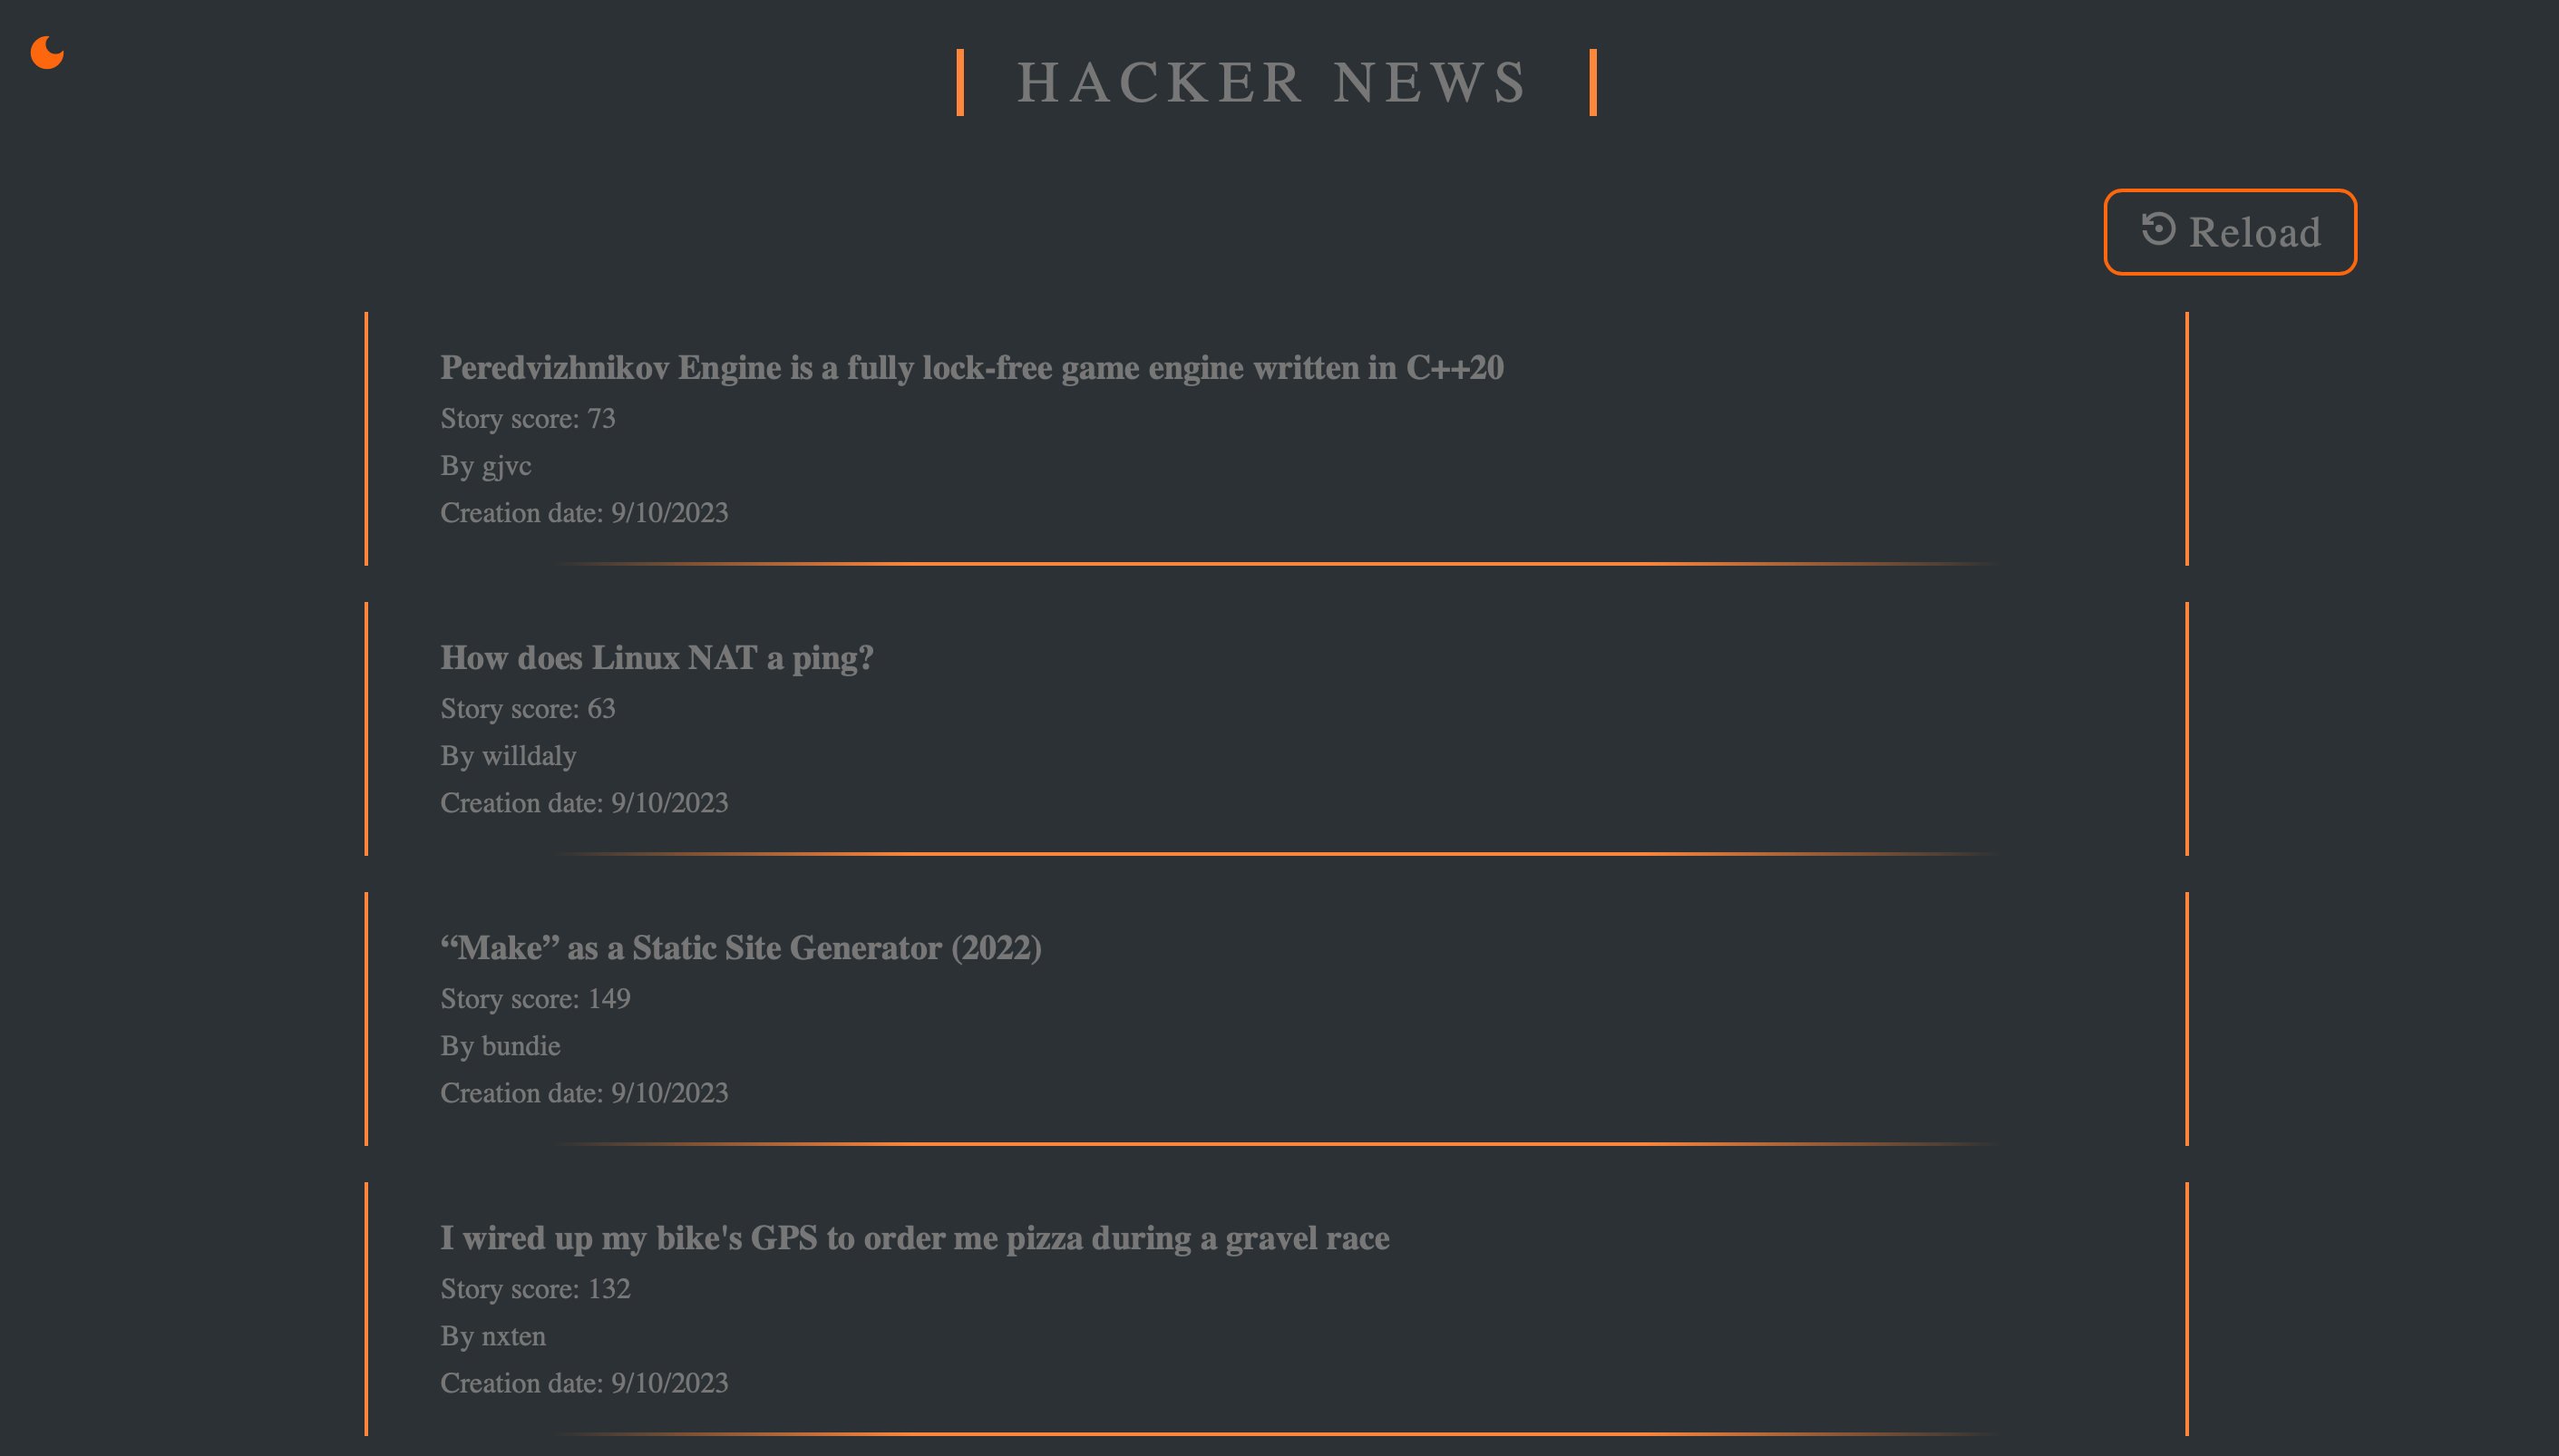 HACKER NEWS
Reload
Peredvizhnikov Engine is a fully lock-free game engine written in C++20
Story score: 73
By gjvc
Creation date: 9/10/2023
How does Linux NAT a ping?
Story score: 63
By willdaly
Creation date: 9/10/2023
“Make” as a Static Site Generator (2022)
Story score: 149
By bundie
Creation date: 9/10/2023
I wired up my bike's GPS to order me pizza during a gravel race
Story score: 132
By nxten
Creation date: 9/10/2023